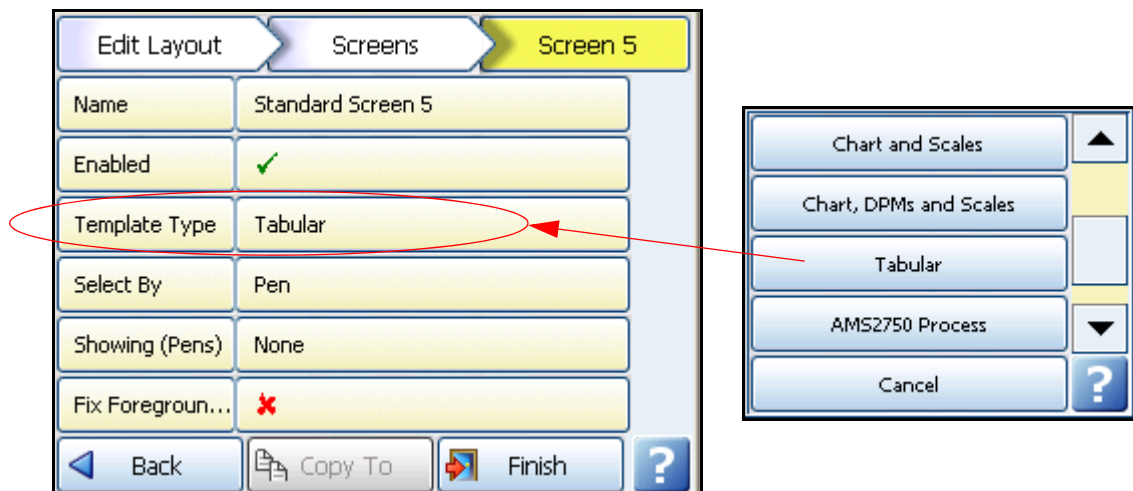 Edit Layout Screens Screen 5
Name Standard Screen 5
Enabled
Template Type Tabular
Select By Pen
Showing (Pens) None
Fix Foregroun...
Back Copy To Finish ?
Chart and Scales
Chart, DPMs and Scales
Tabular
AMS2750 Process
Cancel ?